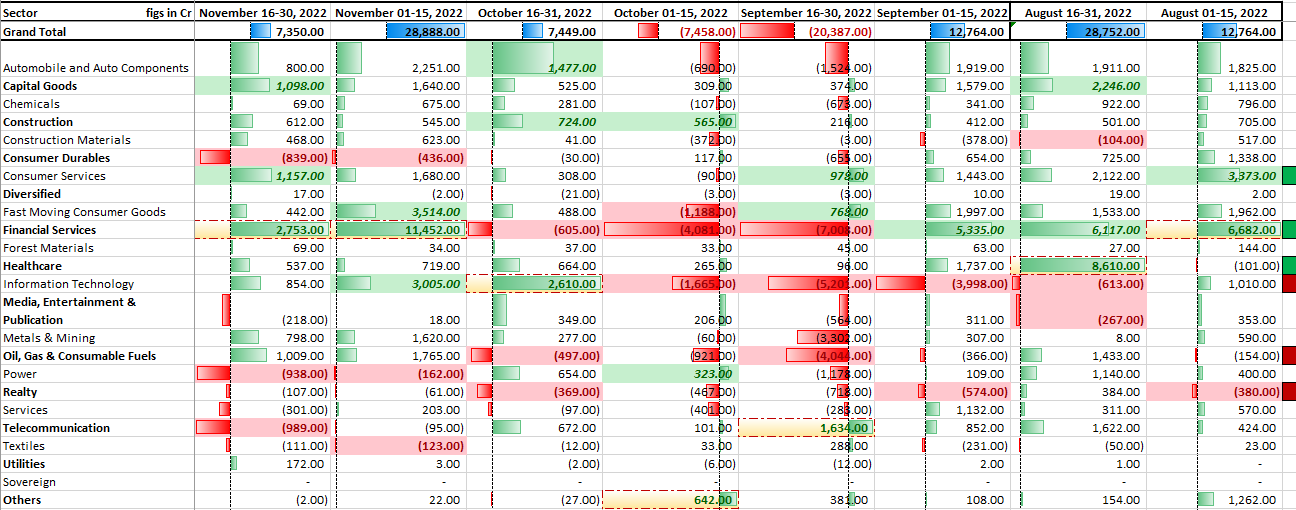 Sector figs in Cr November 16-30, 2022 November 01-15, 2022 October 16-31, 2022 October 01-15, 2022 September 16-30, 2022 September 01-15, 2022 August 16-31, 2022 August 01-15, 2022
Grand Total 7,350.00 28,888.00 7,449.00 (7,458.00) (20,387.00) 12,764.00 28,752.00 12,764.00
Automobile and Auto Components 800.00 2,251.00 1,477.00 (690.00) (1,524.00) 1,919.00 1,911.00 1,825.00
Capital Goods 1,098.00 1,640.00 525.00 309.00 374.00 1,579.00 2,246.00 1,113.00
Chemicals 69.00 675.00 281.00 (107.00) (673.00) 341.00 922.00 796.00
Construction 612.00 545.00 724.00 565.00 216.00 412.00 501.00 705.00
Construction Materials 468.00 623.00 41.00 (372.00) (3.00) (378.00) (104.00) 517.00
Consumer Durables (839.00) (436.00) (30.00) 117.00 (655.00) 654.00 725.00 1,338.00
Consumer Services 1,157.00 1,680.00 308.00 (90.00) 978.00 1,443.00 2,122.00 3,373.00
Diversified 17.00 (2.00) (21.00) (3.00) (3.00) 10.00 19.00 2.00
Fast Moving Consumer Goods 442.00 3,514.00 488.00 (1,188.00) 768.00 1,997.00 1,533.00 1,962.00
Financial Services 2,753.00 11,452.00 (605.00) (4,081.00) (7,008.00) 5,335.00 6,117.00 6,682.00
Forest Materials 69.00 34.00 37.00 33.00 45.00 63.00 27.00 144.00
Healthcare 537.00 719.00 664.00 265.00 96.00 1,737.00 8,610.00 (101.00)
Information Technology 854.00 3,005.00 2,610.00 (1,665.00) (5,201.00) (3,998.00) (613.00) 1,010.00
Media, Entertainment &
Publication (218.00) 18.00 349.00 206.00 (564.00) 311.00 (267.00) 353.00
Metals & Mining 798.00 1,620.00 277.00 (60.00) (3,302.00) 307.00 8.00 590.00
Oil, Gas & Consumable Fuels 1,009.00 1,765.00 (497.00) (921.00) (4,044.00) (366.00) 1,433.00 (154.00)
Power (938.00) (162.00) 654.00 323.00 (1,178.00) 109.00 1,140.00 400.00
Realty (107.00) (61.00) (369.00) (467.00) (718.00) (574.00) 384.00 (380.00)
Services (301.00) 203.00 (97.00) (401.00) (283.00) 1,132.00 311.00 570.00
Telecommunication (989.00) (95.00) 672.00 101.00 1,634.00 852.00 1,622.00 424.00
Textiles (111.00) (123.00) (12.00) 33.00 288.00 (231.00) (50.00) 23.00
Utilities 172.00 3.00 (2.00) (6.00) (12.00) 2.00 1.00 -
Sovereign - - - - - - - -
Others (2.00) 22.00 (27.00) 642.00 381.00 108.00 154.00 1,262.00